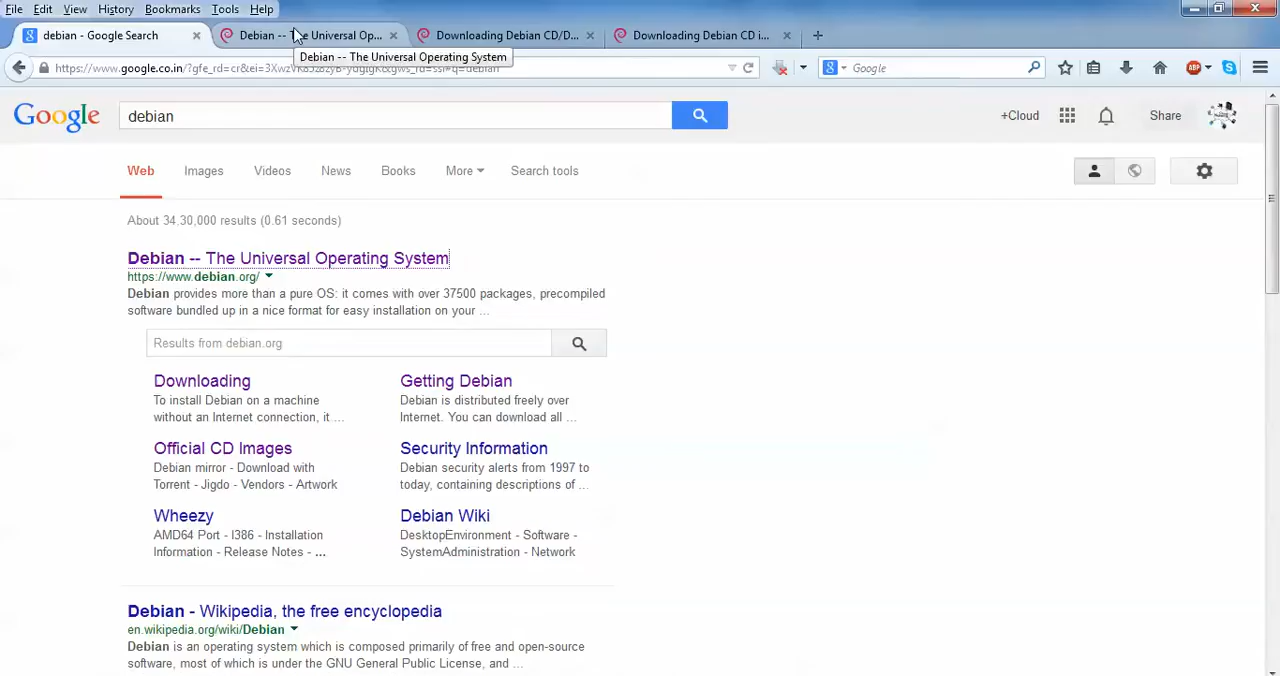 File Edit View History Bookmarks Tools Help
debian - Google Search
Debian -- The Universal Op...
Downloading Debian CD/D...
Downloading Debian CD i...
Debian -- The Universal Operating System
https://www.google.co.in/?gfe_rd=cr&ei=
Google
Google
debian
+Cloud
Share
Web Images Videos News Books More Search tools
About 34,30,000 results (0.61 seconds)
Debian -- The Universal Operating System
https://www.debian.org/
Debian provides more than a pure OS: it comes with over 37500 packages, precompiled
software bundled up in a nice format for easy installation on your ...
Results from debian.org
Downloading
To install Debian on a machine
without an Internet connection, it ...
Getting Debian
Debian is distributed freely over
Internet. You can download all ...
Official CD Images
Debian mirror - Download with
Torrent - Jigdo - Vendors - Artwork
Security Information
Debian security alerts from 1997 to
today, containing descriptions of ...
Wheezy
AMD64 Port - I386 - Installation
Information - Release Notes - ...
Debian Wiki
DesktopEnvironment - Software -
SystemAdministration - Network
Debian - Wikipedia, the free encyclopedia
en.wikipedia.org/wiki/Debian
Debian is an operating system which is composed primarily of free and open-source
software, most of which is under the GNU General Public License, and ...